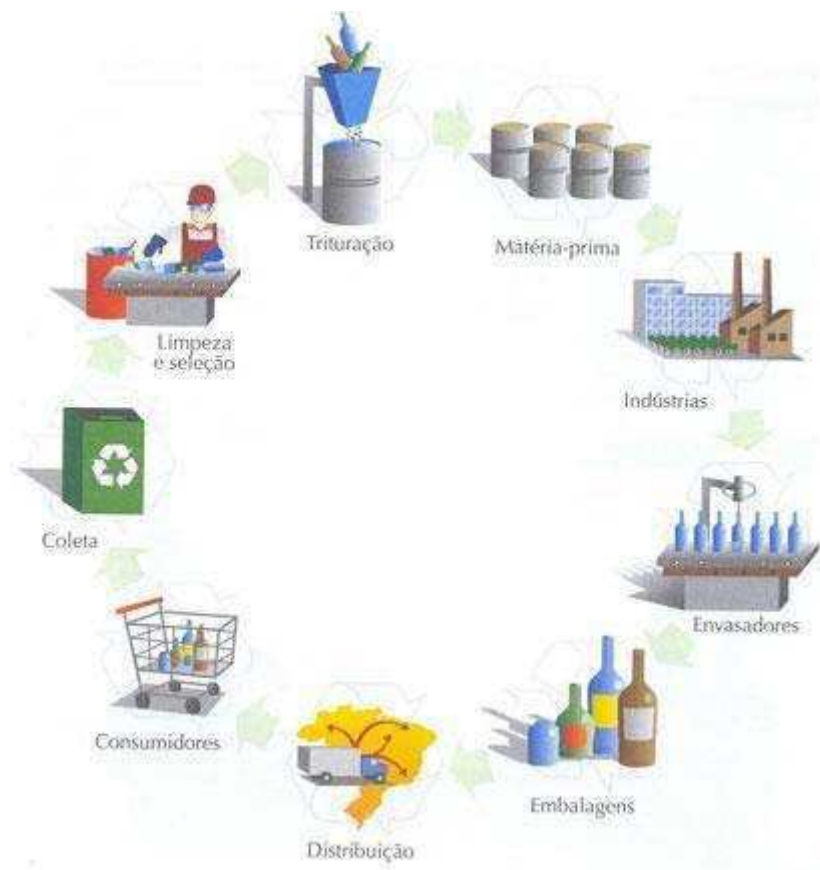 Trituração
Matéria-prima
Indústrias
Envasadores
Embalagens
Distribuição
Consumidores
Coleta
Limpeza
e seleção